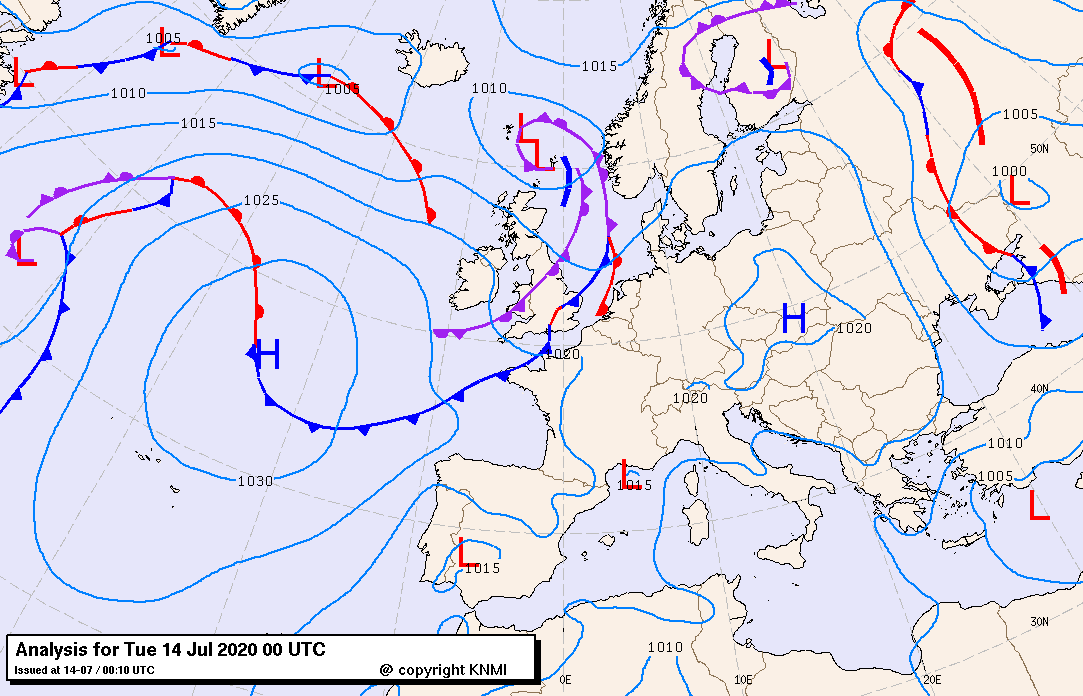 L
1005
L
L
1005
1010
1015
1010
1015
L
L
L
1005
50N
1000
L
1025
L
H
H
1020
1020
1020
40N
1010
1005
L
1030
L
1015
L
1015
1010
30N
0E
10E
20E
Analysis for Tue 14 Jul 2020 00 UTC
Issued at 14-07 / 00:10 UTC
@ copyright KNMI